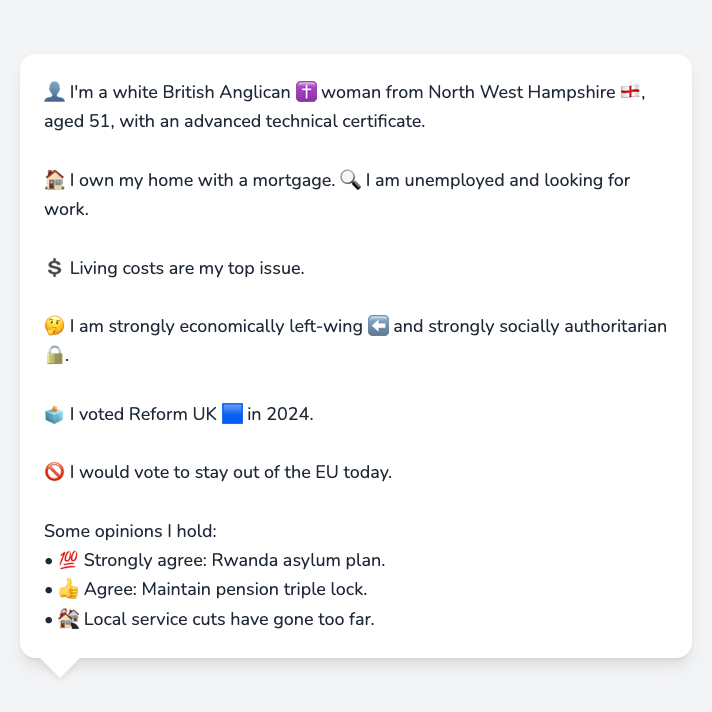 👤 I'm a white British Anglican ✝️ woman from North West Hampshire 🏴󠁧󠁢󠁥󠁮󠁧󠁿,
aged 51, with an advanced technical certificate.
🏠 I own my home with a mortgage. 🔍 I am unemployed and looking for
work.
💲 Living costs are my top issue.
🤔 I am strongly economically left-wing ⬅️ and strongly socially authoritarian
🔒.
🗳️ I voted Reform UK 🟦 in 2024.
🚫 I would vote to stay out of the EU today.
Some opinions I hold:
• 💯 Strongly agree: Rwanda asylum plan.
• 👍 Agree: Maintain pension triple lock.
• 🏚️ Local service cuts have gone too far.